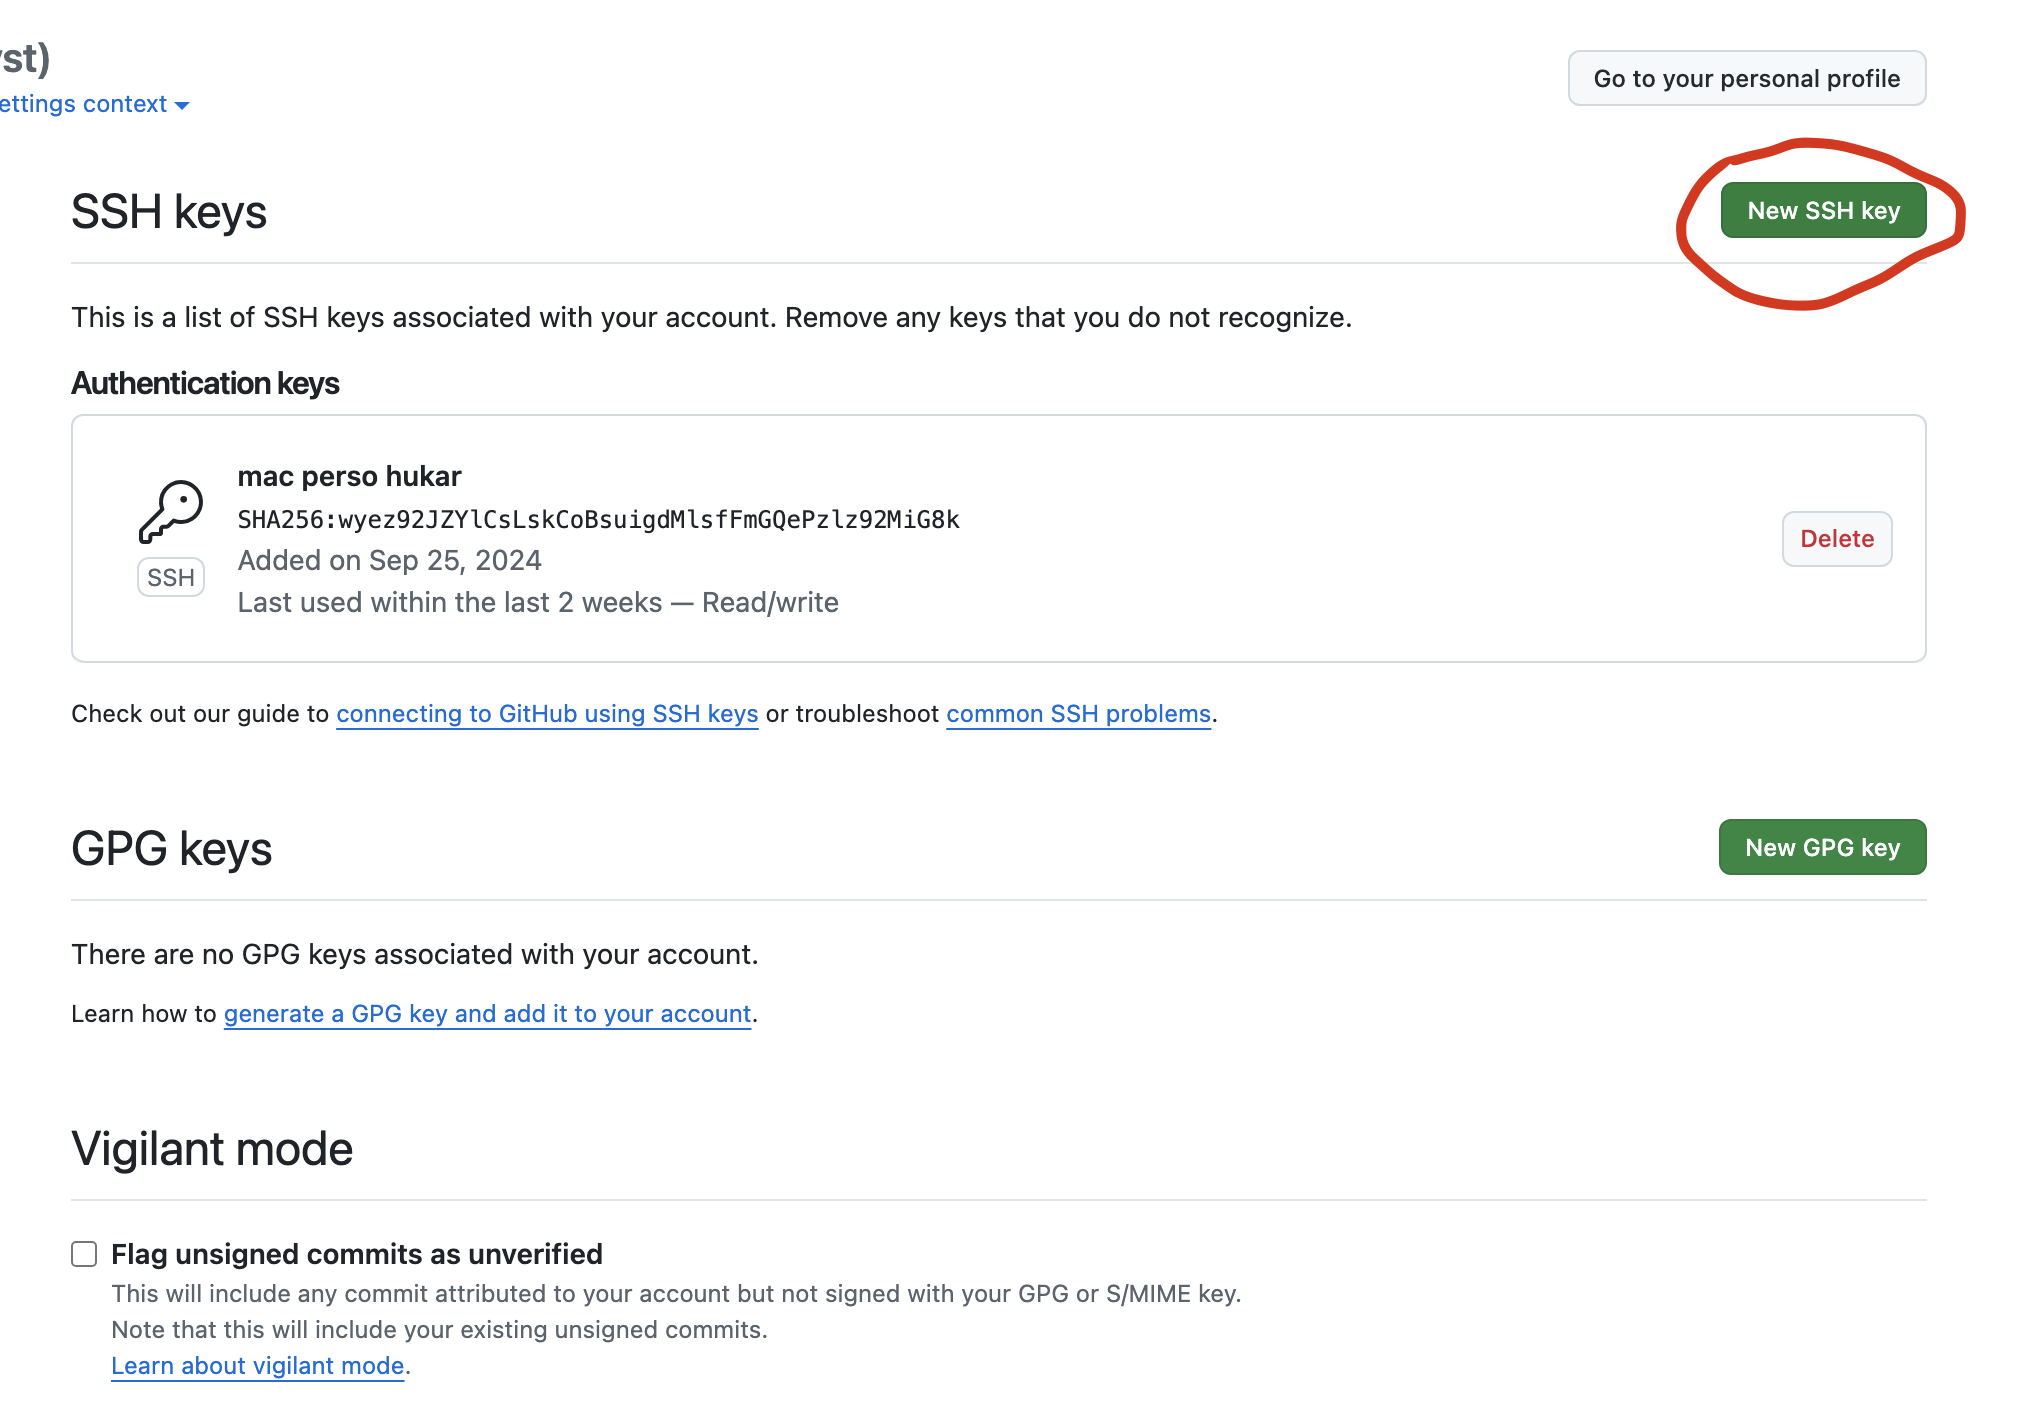 st)
ettings context
Go to your personal profile
SSH keys
New SSH key
This is a list of SSH keys associated with your account. Remove any keys that you do not recognize.
Authentication keys
mac perso hukar
SHA256:wyez92JZYlCsLskCoBsuigdMlsfFmGQePzlz92MiG8k
SSH
Added on Sep 25, 2024
Last used within the last 2 weeks — Read/write
Delete
Check out our guide to connecting to GitHub using SSH keys or troubleshoot common SSH problems.
GPG keys
New GPG key
There are no GPG keys associated with your account.
Learn how to generate a GPG key and add it to your account.
Vigilant mode
Flag unsigned commits as unverified
This will include any commit attributed to your account but not signed with your GPG or S/MIME key.
Note that this will include your existing unsigned commits.
Learn about vigilant mode.